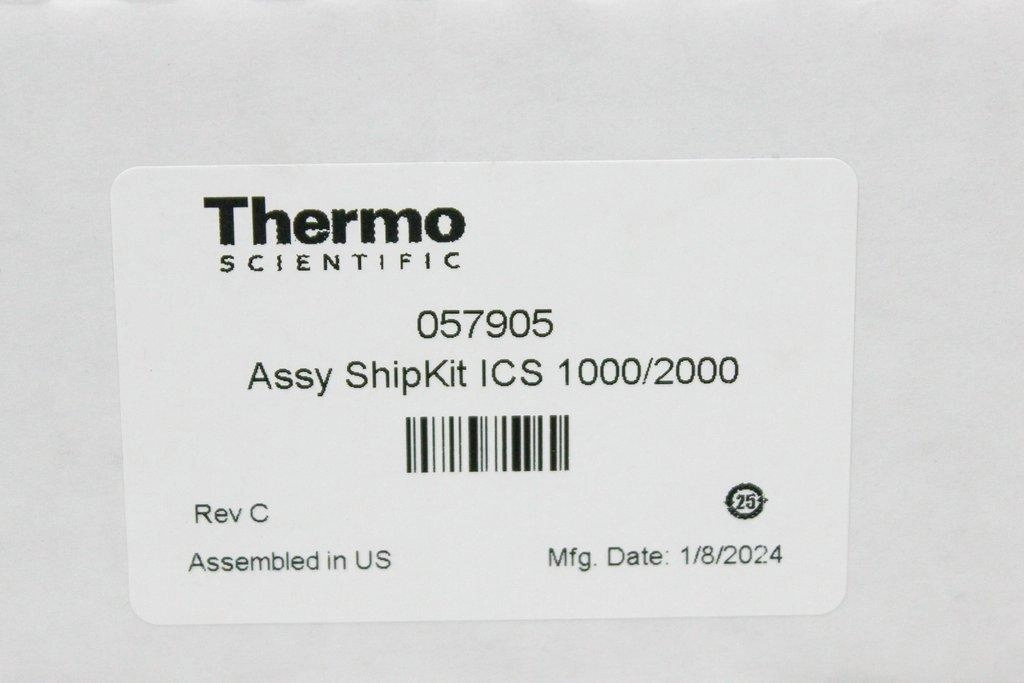 Thermo
SCIENTIFIC
057905
Assy ShipKit ICS 1000/2000
25
Rev C
Assembled in US
Mfg. Date: 1/8/2024